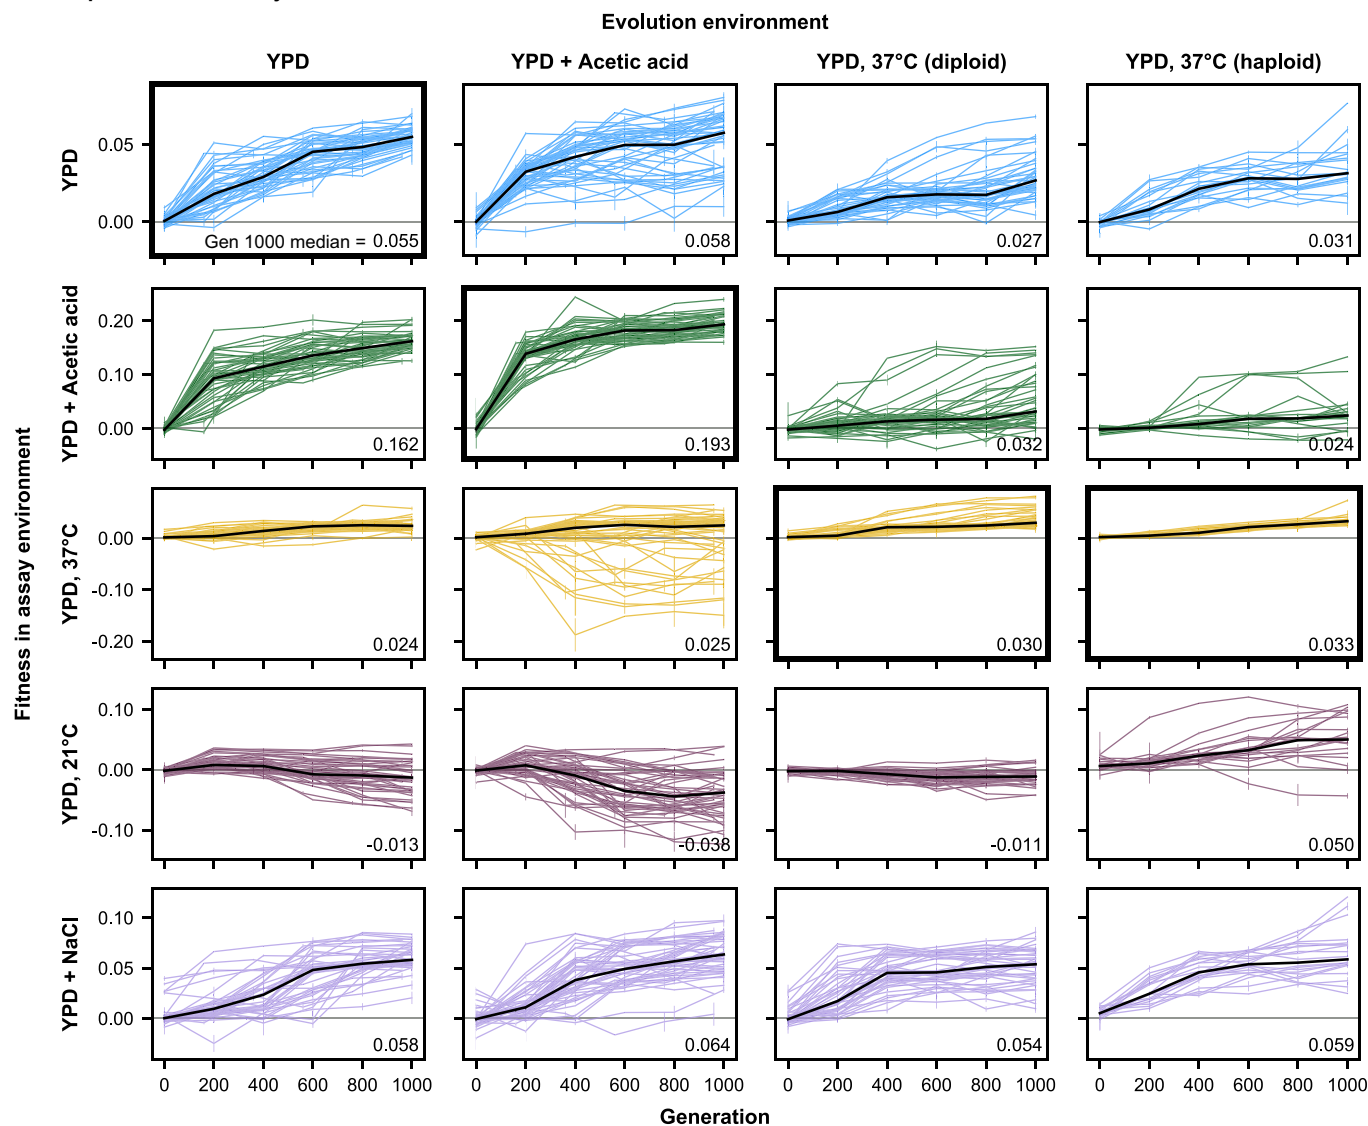 Evolution environment
YPD
YPD + Acetic acid
YPD, 37°C (diploid)
YPD, 37°C (haploid)
YPD
0.05
0.00
Gen 1000 median = 0.055
0.058
0.027
0.031
YPD + Acetic acid
0.20
0.10
0.00
0.162
0.193
0.032
0.024
Fitness in assay environment
YPD, 37°C
0.00
-0.10
-0.20
0.024
0.025
0.030
0.033
YPD, 21°C
0.10
0.00
-0.10
-0.013
-0.038
-0.011
0.050
YPD + NaCl
0.10
0.05
0.00
0.058
0.064
0.054
0.059
0 200 400 600 800 1000
0 200 400 600 800 1000
0 200 400 600 800 1000
0 200 400 600 800 1000
Generation